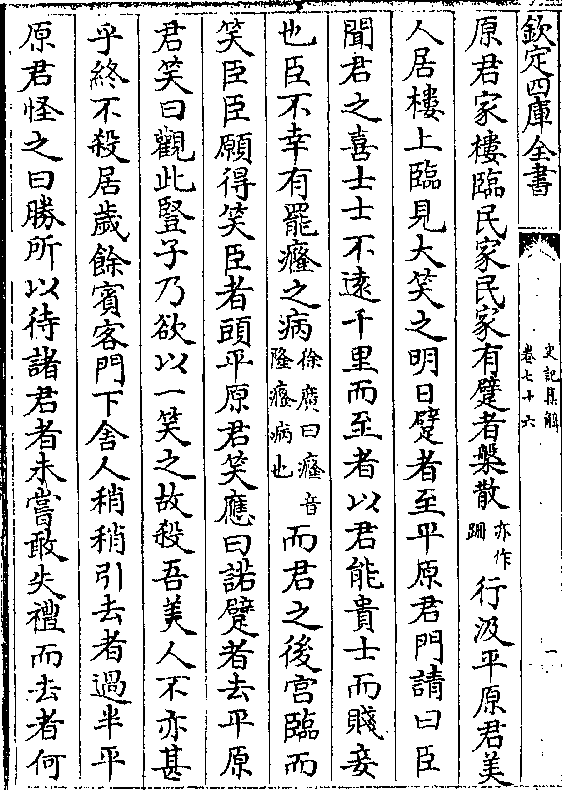 欽定四庫全書
史記集解
卷七十六
一
原君家樓臨民家民家有躄者槃散亦作跚行汲平原君美
人居樓上臨見大笑之明日躄者至平原君門請曰臣
聞君之喜士士不遠千里而至者以君能貴士而賤妾
也臣不幸有罷癃之病徐廣曰癃音隆癃病也而君之後宫臨而
笑臣臣願得笑臣者頭平原君笑應曰諾躄者去平原
君笑曰觀此豎子乃欲以一笑之故殺吾美人不亦甚
乎終不殺居歲餘賓客門下舍人稍稍引去者過半平
原君怪之曰勝所以待諸君者未嘗敢失禮而去者何